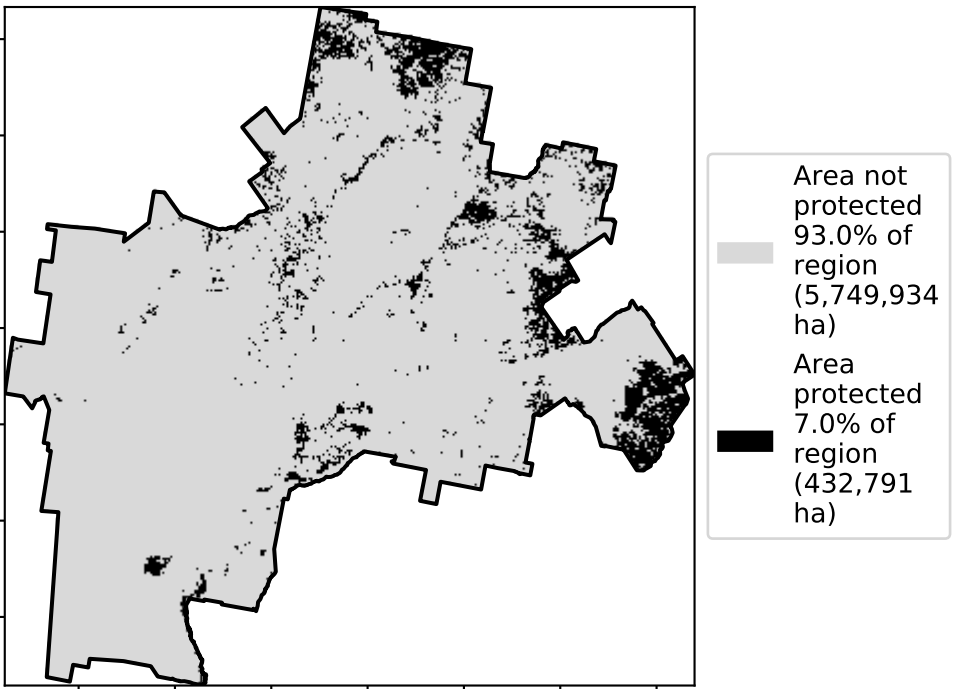 Area not
protected
93.0% of
region
(5,749,934
ha)
Area
protected
7.0% of
region
(432,791
ha)